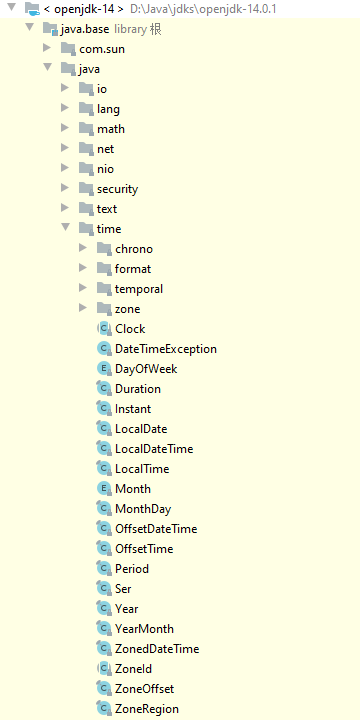 < openjdk-14 > D:\Java\jdks\openjdk-14.0.1
java.base library 根
com.sun
java
io
lang
math
net
nio
security
text
time
chrono
format
temporal
zone
C Clock
C DateTimeException
E DayOfWeek
C Duration
C Instant
C LocalDate
C LocalDateTime
C LocalTime
E Month
C MonthDay
C OffsetDateTime
C OffsetTime
C Period
C Ser
C Year
C YearMonth
C ZonedDateTime
C ZoneId
C ZoneOffset
C ZoneRegion